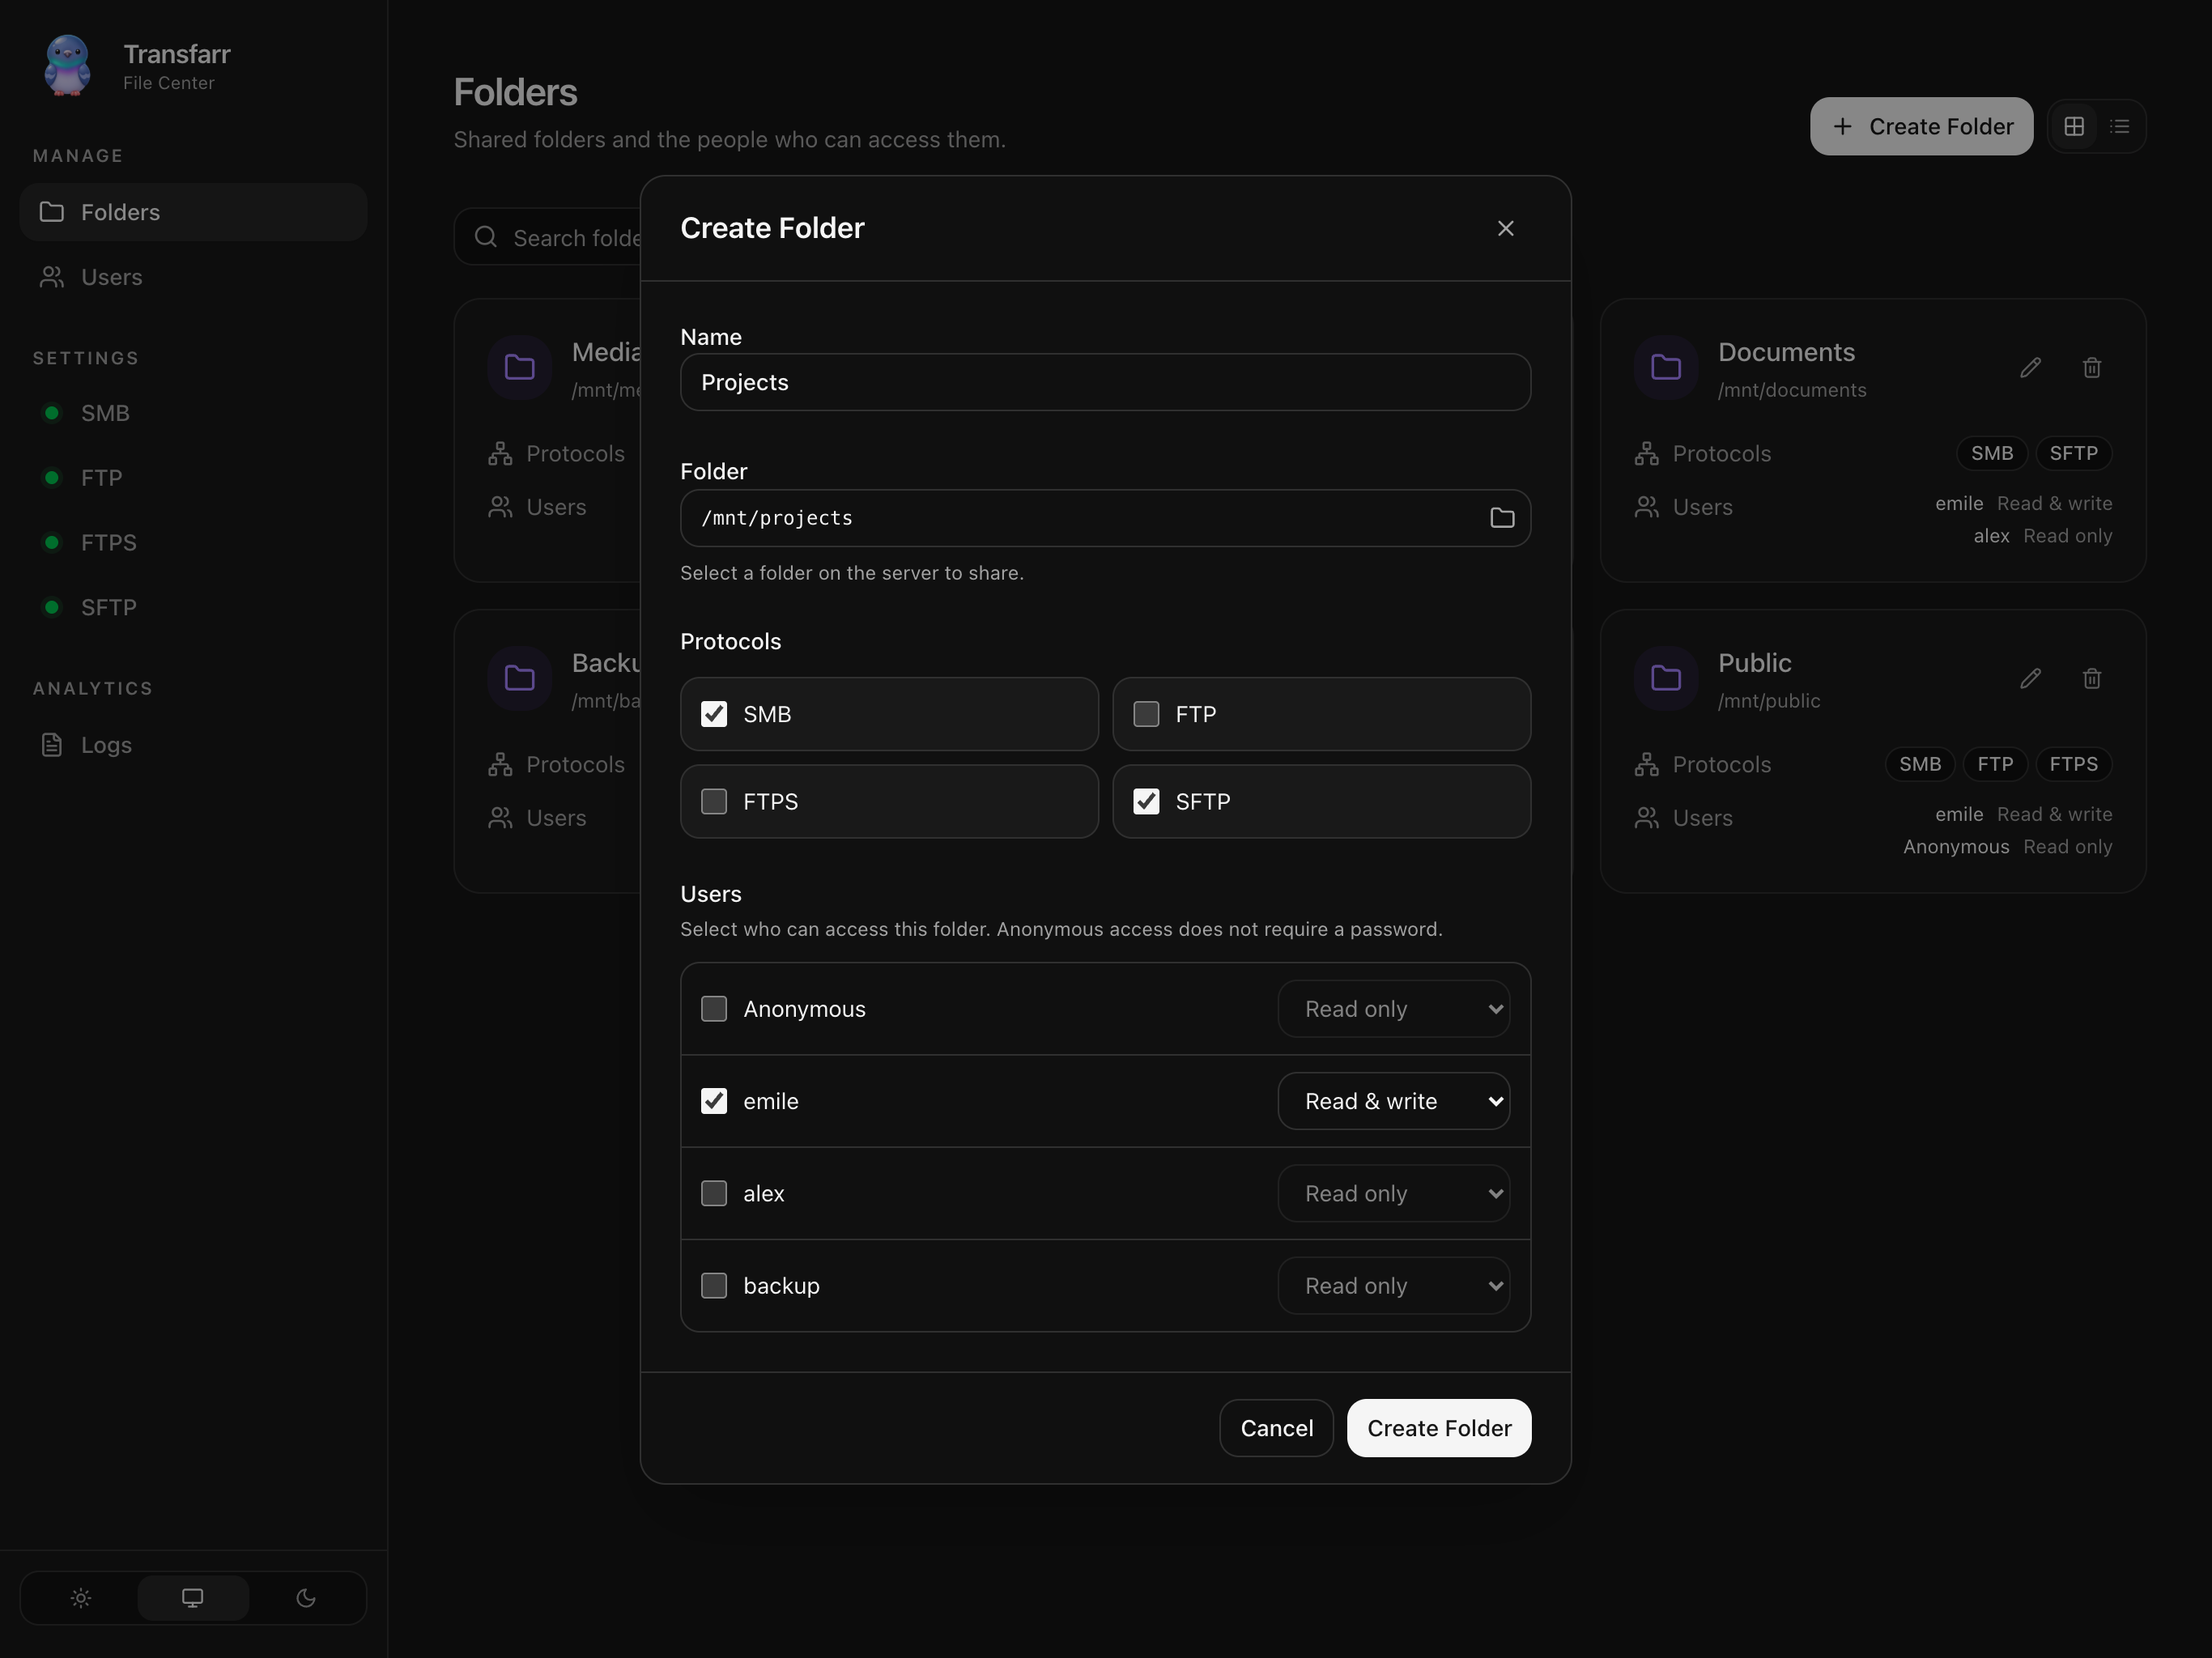 Transfarr
File Center
MANAGE
Folders
Users
SETTINGS
SMB
FTP
FTPS
SFTP
ANALYTICS
Logs
Folders
Shared folders and the people who can access them.
Create Folder
Search folde
Media
/mnt/me
Protocols
Users
Backu
/mnt/ba
Protocols
Users
Create Folder
Name
Projects
Folder
/mnt/projects
Select a folder on the server to share.
Protocols
SMB
FTP
FTPS
SFTP
Users
Select who can access this folder. Anonymous access does not require a password.
Anonymous Read only
emile Read & write
alex Read only
backup Read only
Cancel Create Folder
Documents
/mnt/documents
Protocols SMB SFTP
Users emile Read & write
alex Read only
Public
/mnt/public
Protocols SMB FTP FTPS
Users emile Read & write
Anonymous Read only